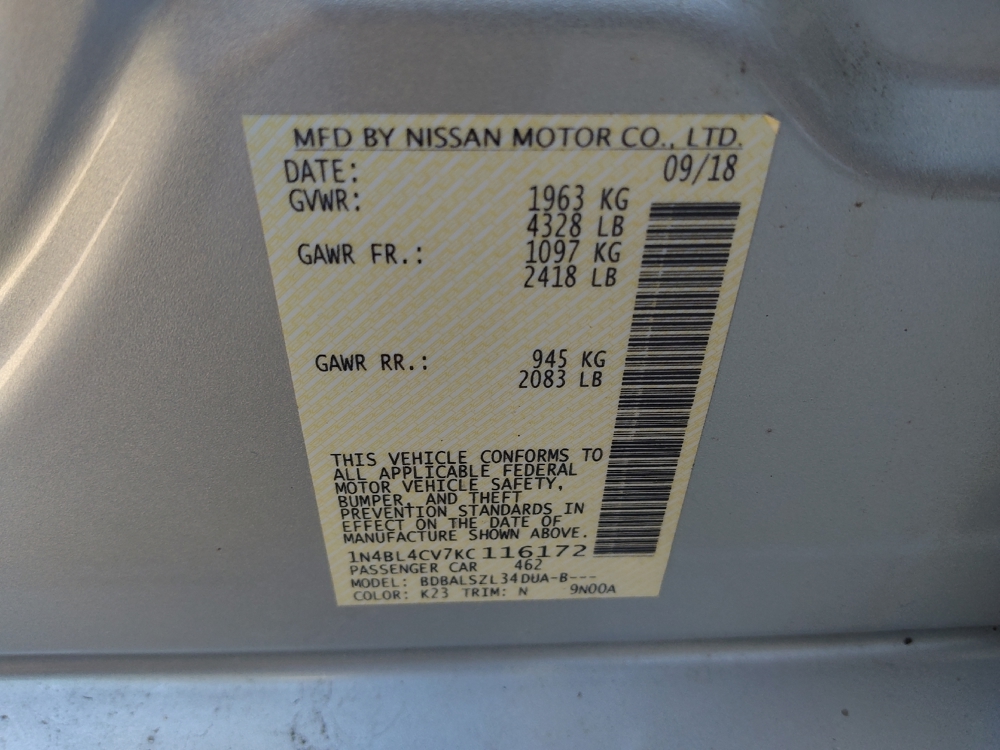 MFD BY NISSAN MOTOR CO., LTD.
DATE: 09/18
GVWR: 1963 KG
4328 LB
GAWR FR.: 1097 KG
2418 LB
GAWR RR.: 945 KG
2083 LB
THIS VEHICLE CONFORMS TO
ALL APPLICABLE FEDERAL
MOTOR VEHICLE SAFETY,
BUMPER, AND THEFT
PREVENTION STANDARDS IN
EFFECT ON THE DATE OF
MANUFACTURE SHOWN ABOVE.
1N4BL4CV7KC116172
PASSENGER CAR 462
MODEL: BDBALSZL34DUA-B---
COLOR: K23 TRIM: N 9N00A